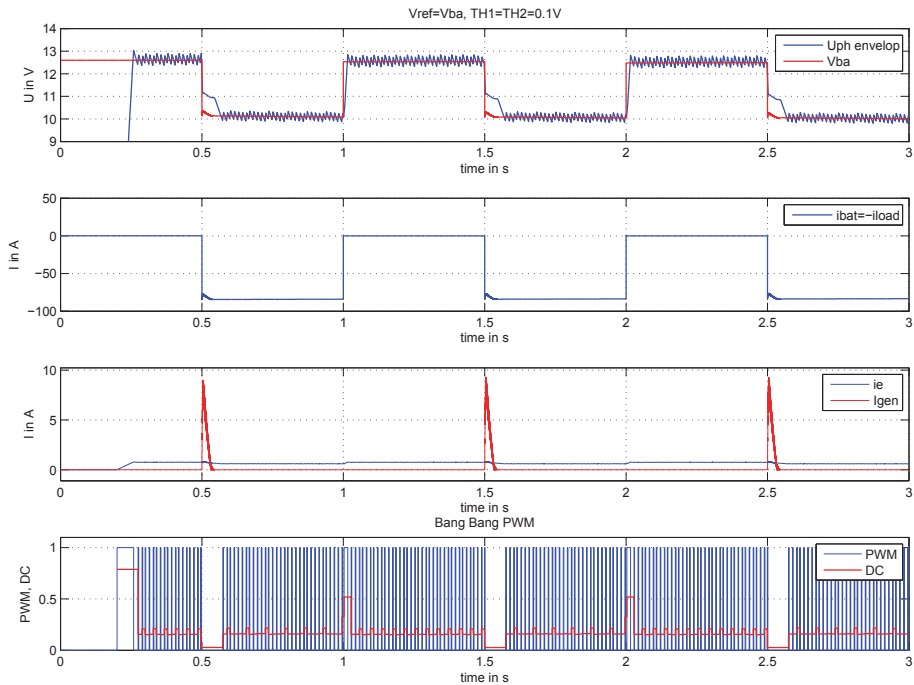 Vref=Vba, TH1=TH2=0.1V
U in V
14
13
12
11
10
9
Uph envelop
Vba
0
0.5
1
1.5
2
2.5
3
time in s
I in A
50
0
−50
−100
ibat=−iload
0
0.5
1
1.5
2
2.5
3
time in s
I in A
10
5
0
ie
Igen
0
0.5
1
1.5
2
2.5
3
time in s
Bang Bang PWM
PWM, DC
1
0.5
0
PWM
DC
0
0.5
1
1.5
2
2.5
3
time in s